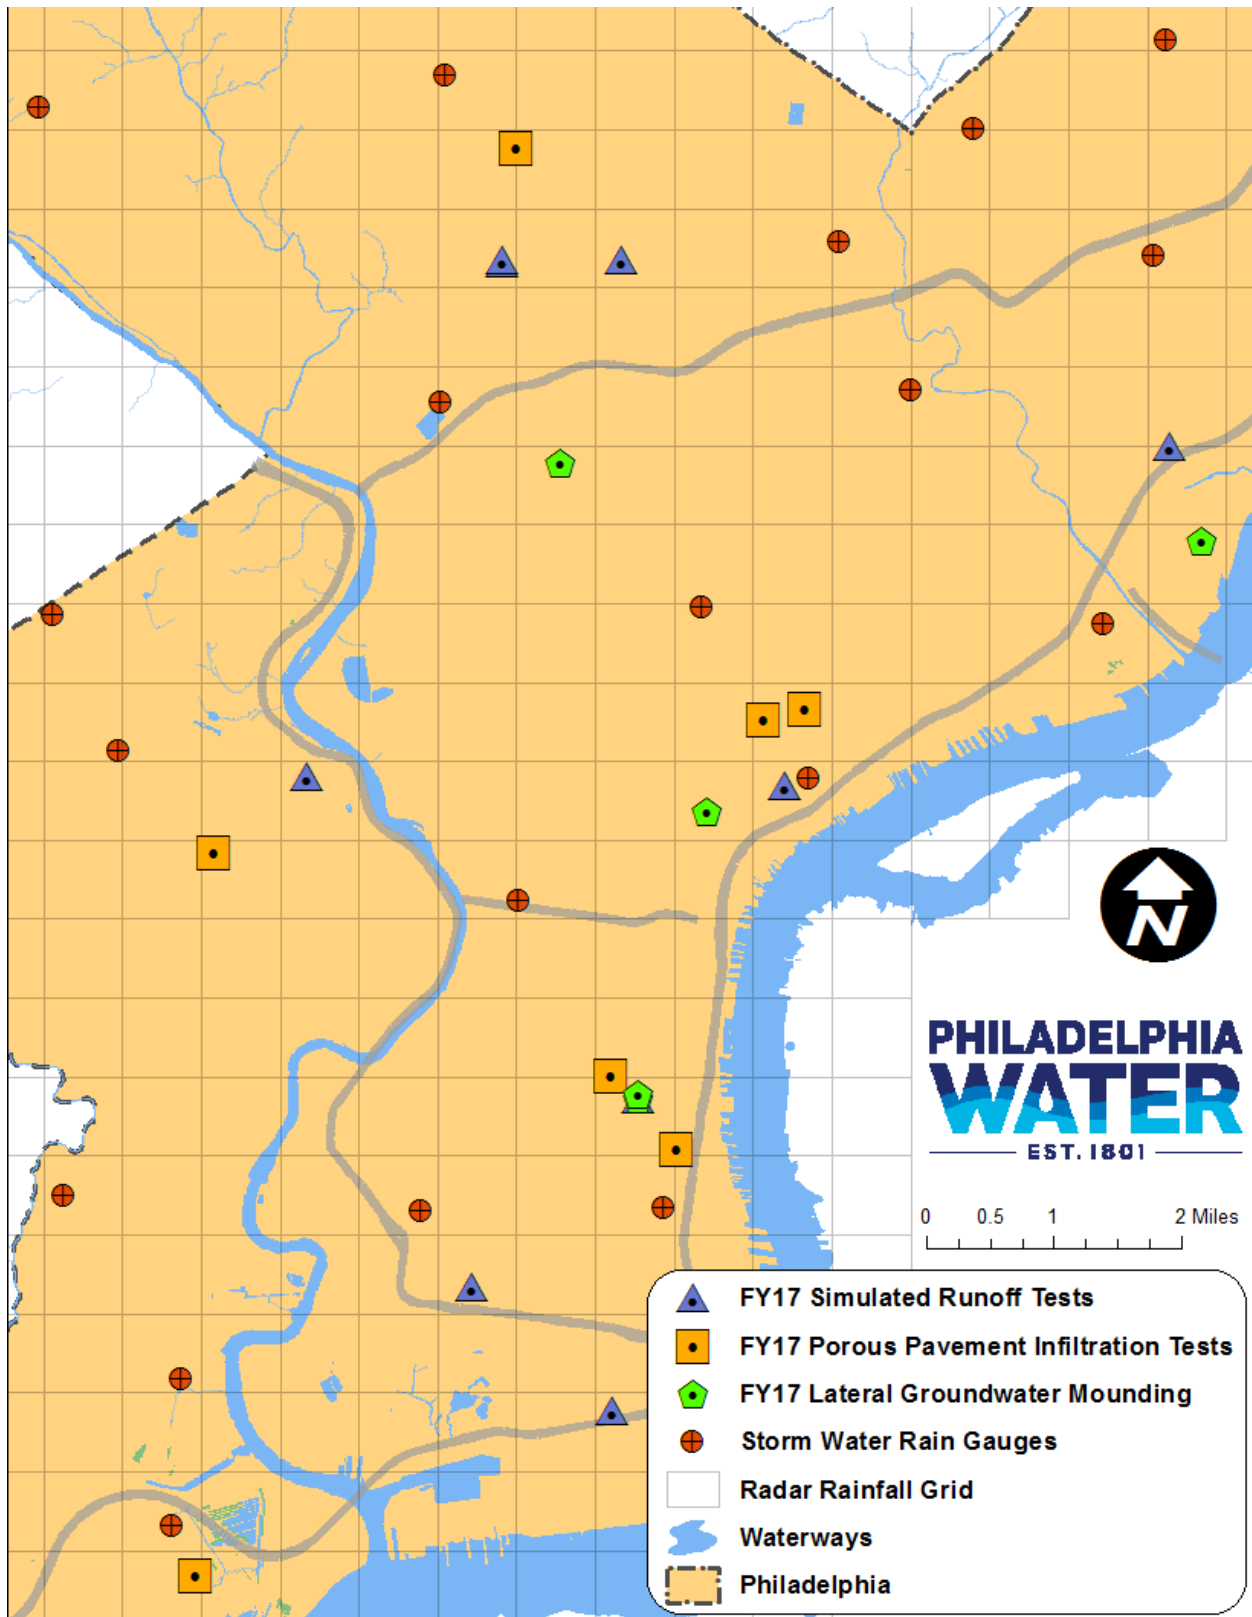 N
PHILADELPHIA
WATER
EST. 1801
0 0.5 1 2 Miles
FY17 Simulated Runoff Tests
FY17 Porous Pavement Infiltration Tests
FY17 Lateral Groundwater Mounding
Storm Water Rain Gauges
Radar Rainfall Grid
Waterways
Philadelphia